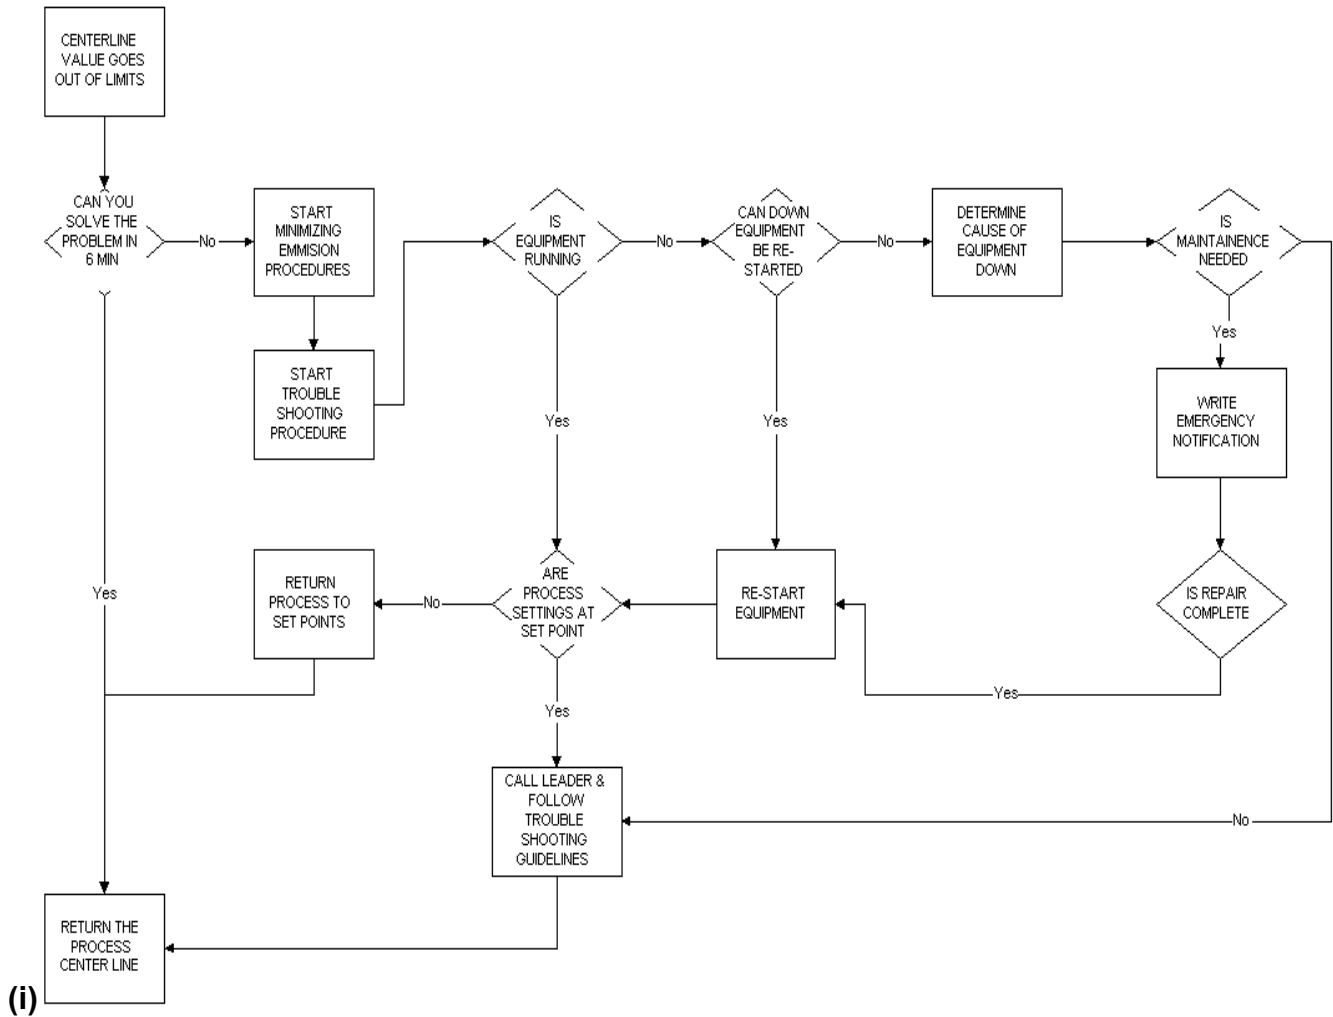 CENTERLINE
VALUE GOES
OUT OF LIMITS
CAN YOU
SOLVE THE
PROBLEM IN
6 MIN
No
START
MINIMIZING
EMMISION
PROCEDURES
IS
EQUIPMENT
RUNNING
No
CAN DOWN
EQUIPMENT
BE RE-
STARTED
No
DETERMINE
CAUSE OF
EQUIPMENT
DOWN
IS
MAINTAINENCE
NEEDED
Yes
START
TROUBLE
SHOOTING
PROCEDURE
Yes
Yes
WRITE
EMERGENCY
NOTIFICATION
Yes
RETURN
PROCESS TO
SET POINTS
No
ARE
PROCESS
SETTINGS AT
SET POINT
RE-START
EQUIPMENT
IS REPAIR
COMPLETE
Yes
Yes
CALL LEADER &
FOLLOW
TROUBLE
SHOOTING
GUIDELINES
No
RETURN THE
PROCESS
CENTER LINE
(i)